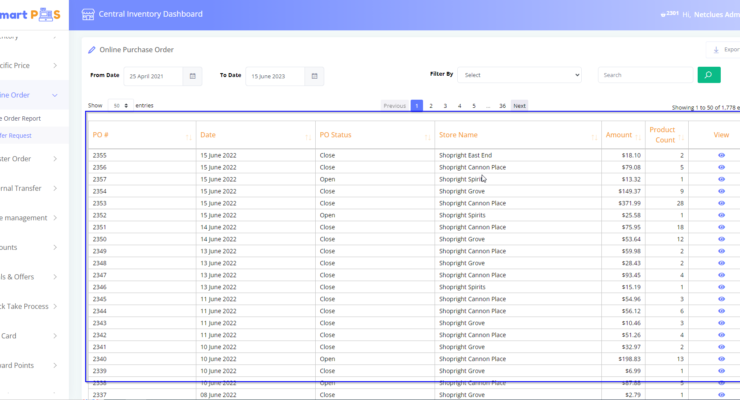 mart P S
Central Inventory Dashboard
Hi, Netclues Adm
ntory
cific Price
ine Order
e Order Report
fer Request
ster Order
rnal Transfer
e management
ounts
ls & Offers
ck Take Process
Card
ard Points
Online Purchase Order
Export
From Date 25 April 2021 To Date 15 June 2023 Filter By Select Search
Show entries Previous 1 2 3 4 5 ... 36 Next Showing 1 to 50 of 1,778 e
PO # Date PO Status Store Name Amount Product Count View
2355 15 June 2022 Close Shopright East End $18.10 2
2356 15 June 2022 Close Shopright Cannon Place $79.08 5
2357 15 June 2022 Open Shopright Spirits $13.32 1
2354 15 June 2022 Close Shopright Grove $149.37 9
2353 15 June 2022 Close Shopright Cannon Place $371.99 28
2352 15 June 2022 Open Shopright Spirits $25.58 1
2351 14 June 2022 Close Shopright Cannon Place $75.95 18
2350 14 June 2022 Close Shopright Grove $53.64 12
2349 13 June 2022 Close Shopright Cannon Place $59.98 2
2348 13 June 2022 Close Shopright Grove $28.43 2
2347 13 June 2022 Close Shopright Cannon Place $93.45 4
2346 13 June 2022 Close Shopright Spirits $15.19 1
2345 11 June 2022 Close Shopright Cannon Place $54.96 3
2344 11 June 2022 Close Shopright Cannon Place $56.12 6
2343 11 June 2022 Close Shopright Grove $10.46 3
2342 11 June 2022 Close Shopright Cannon Place $51.26 4
2341 10 June 2022 Close Shopright Grove $32.97 2
2340 10 June 2022 Open Shopright Cannon Place $198.83 13
2339 10 June 2022 Close Shopright Grove $6.99 1
2338 10 June 2022 Open Shopright Cannon Place $67.88 5
2337 08 June 2022 Close Shopright Grove $2.79 1